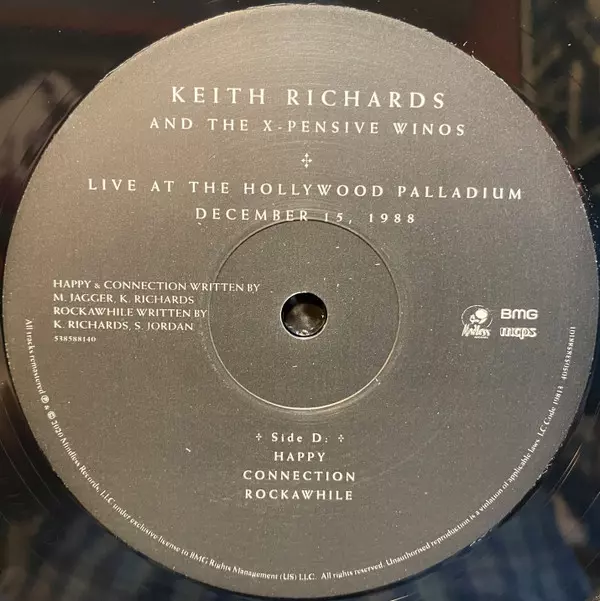 KEITH RICHARDS
AND THE X-PENSIVE WINOS
LIVE AT THE HOLLYWOOD PALLADIUM
DECEMBER 15, 1988
HAPPY & CONNECTION WRITTEN BY
M. JAGGER, K. RICHARDS
ROCKAWHILE WRITTEN BY
K. RICHARDS, S. JORDAN
538588140
Mindless
BMG
mops
‡ Side D: ‡
HAPPY
CONNECTION
ROCKAWHILE
All tracks remastered ℗ & © 2020 Mindless Records, LLC under exclusive license to BMG Rights Management (US) LLC. All rights reserved. Unauthorised reproduction is a violation of applicable laws. LC Code 19813